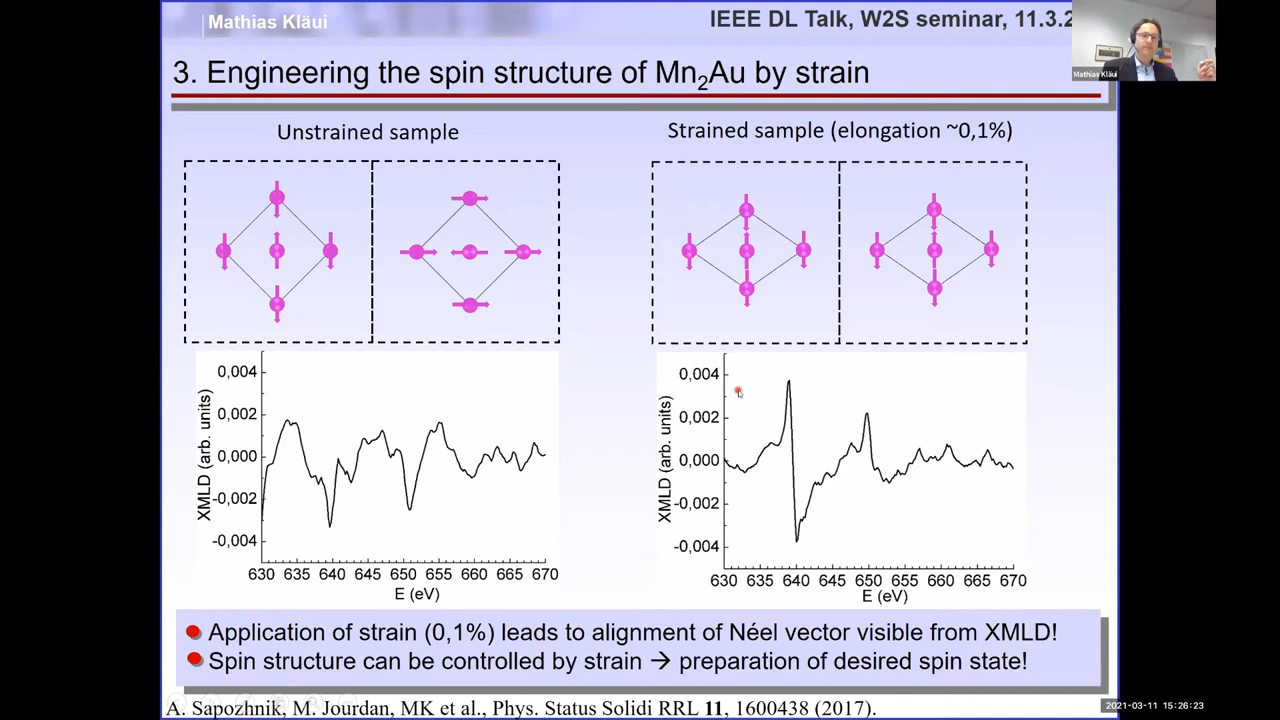 Mathias Kläui
IEEE DL Talk, W2S seminar, 11.3.2
Mathias Kläui
3. Engineering the spin structure of Mn₂Au by strain
Unstrained sample
Strained sample (elongation ~0,1%)
0,004
0,002
0,000
-0,002
-0,004
XMLD (arb. units)
630 635 640 645 650 655 660 665 670
E (eV)
0,004
0,002
0,000
-0,002
-0,004
XMLD (arb. units)
630 635 640 645 650 655 660 665 670
E (eV)
Application of strain (0,1%) leads to alignment of Néel vector visible from XMLD!
Spin structure can be controlled by strain → preparation of desired spin state!
A. Sapozhnik, M. Jourdan, MK et al., Phys. Status Solidi RRL 11, 1600438 (2017).
2021-03-11 15:26:23